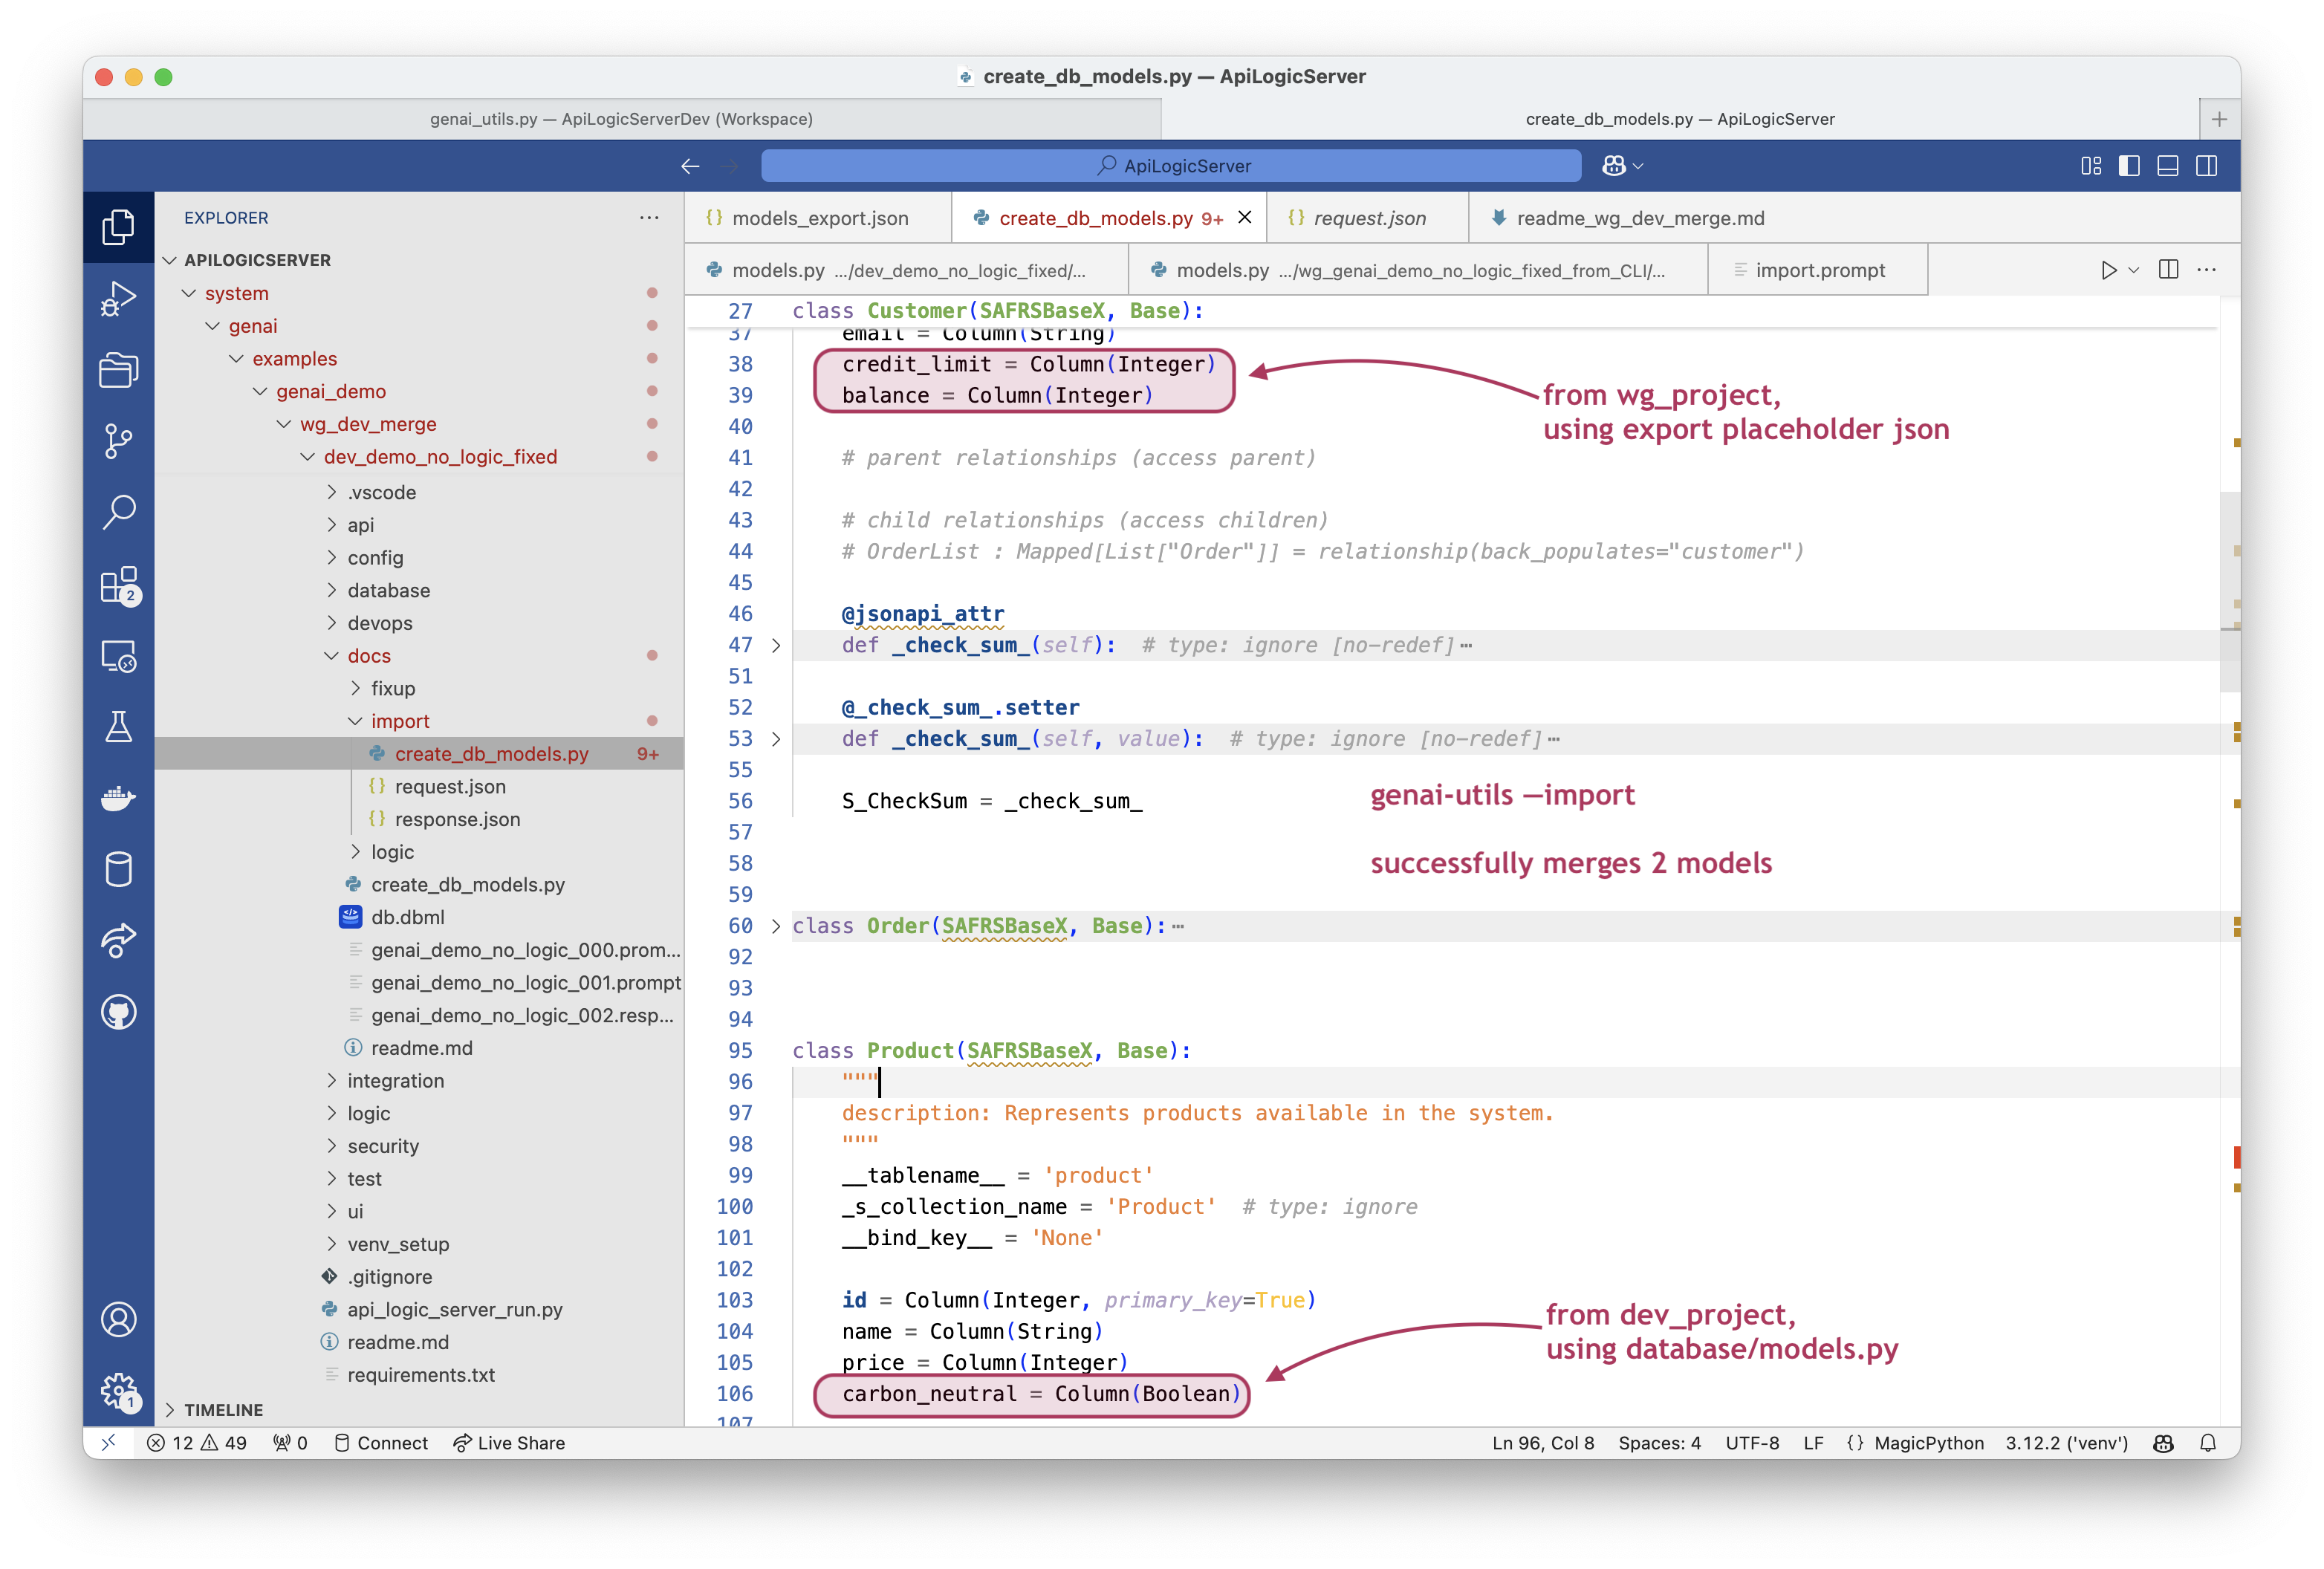 create_db_models.py — ApiLogicServer
genai_utils.py — ApiLogicServerDev (Workspace)
create_db_models.py — ApiLogicServer
ApiLogicServer
EXPLORER
APILOGICSERVER
system
genai
examples
genai_demo
wg_dev_merge
dev_demo_no_logic_fixed
.vscode
api
config
database
devops
docs
fixup
import
create_db_models.py 9+
{} request.json
{} response.json
logic
create_db_models.py
db.dbml
genai_demo_no_logic_000.prom...
genai_demo_no_logic_001.prompt
genai_demo_no_logic_002.resp...
readme.md
integration
logic
security
test
ui
venv_setup
.gitignore
api_logic_server_run.py
readme.md
requirements.txt
TIMELINE
2
1
{} models_export.json
create_db_models.py 9+
{} request.json
readme_wg_dev_merge.md
models.py .../dev_demo_no_logic_fixed/...
models.py .../wg_genai_demo_no_logic_fixed_from_CLI/...
import.prompt
27 class Customer(SAFRSBaseX, Base):
37 email = Column(String)
38 credit_limit = Column(Integer)
39 balance = Column(Integer)
40
41 # parent relationships (access parent)
42
43 # child relationships (access children)
44 # OrderList : Mapped[List["Order"]] = relationship(back_populates="customer")
45
46 @jsonapi_attr
47 def _check_sum_(self): # type: ignore [no-redef]⋯
51
52 @_check_sum_.setter
53 def _check_sum_(self, value): # type: ignore [no-redef]⋯
55
56 S_CheckSum = _check_sum_
57
58
59
60 class Order(SAFRSBaseX, Base):⋯
92
93
94
95 class Product(SAFRSBaseX, Base):
96 """
97 description: Represents products available in the system.
98 """
99 __tablename__ = 'product'
100 _s_collection_name = 'Product' # type: ignore
101 __bind_key__ = 'None'
102
103 id = Column(Integer, primary_key=True)
104 name = Column(String)
105 price = Column(Integer)
106 carbon_neutral = Column(Boolean)
107
from wg_project,
using export placeholder json
genai-utils —import
successfully merges 2 models
from dev_project,
using database/models.py
12 49 0 Connect Live Share
Ln 96, Col 8 Spaces: 4 UTF-8 LF {} MagicPython 3.12.2 ('venv')